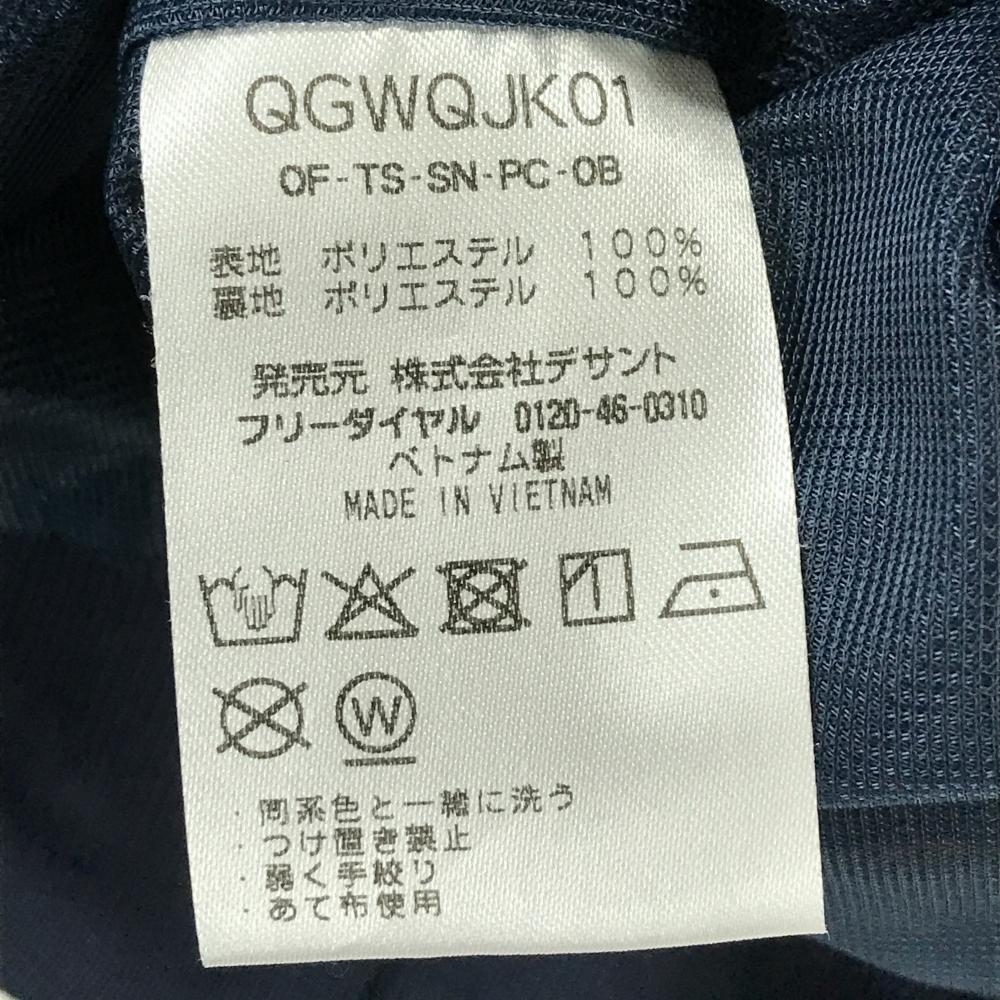 QGWQJK01
OF-TS-SN-PC-OB
表地 ポリエステル 100%
裏地 ポリエステル 100%
発売元 株式会社デサント
フリーダイヤル 0120-46-0310
ベトナム製
MADE IN VIETNAM
W
・同系色と一緒に洗う
・つけ置き禁止
・弱く手絞り
・あて布使用